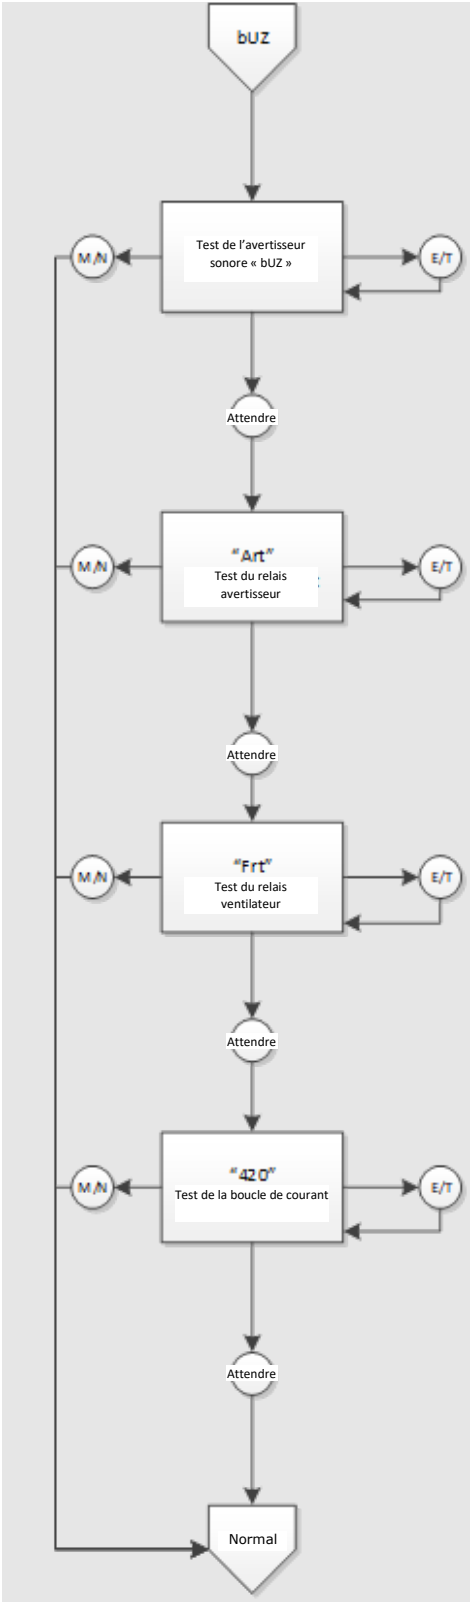 bUZ
Test de l’avertisseur
sonore « bUZ »
M/N
E/T
Attendre
“Art”
Test du relais
avertisseur
M/N
E/T
Attendre
“Frt”
Test du relais
ventilateur
M/N
E/T
Attendre
“420”
Test de la boucle de courant
M/N
E/T
Attendre
Normal